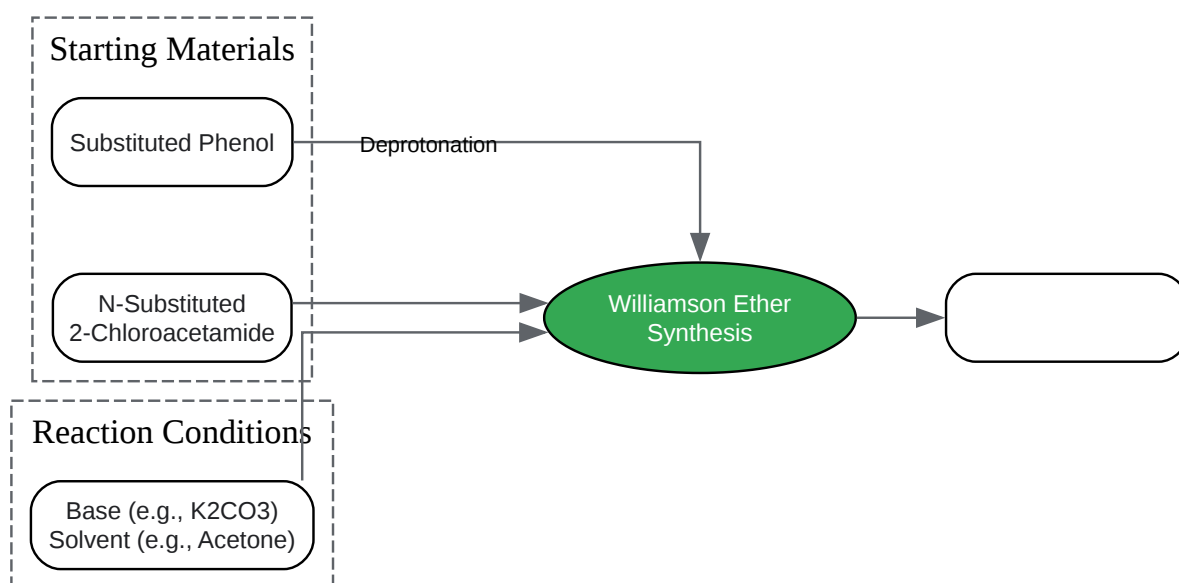 Starting Materials
Substituted Phenol
Deprotonation
N-Substituted
2-Chloroacetamide
Williamson Ether
Synthesis
Reaction Conditions
Base (e.g., K2CO3)
Solvent (e.g., Acetone)